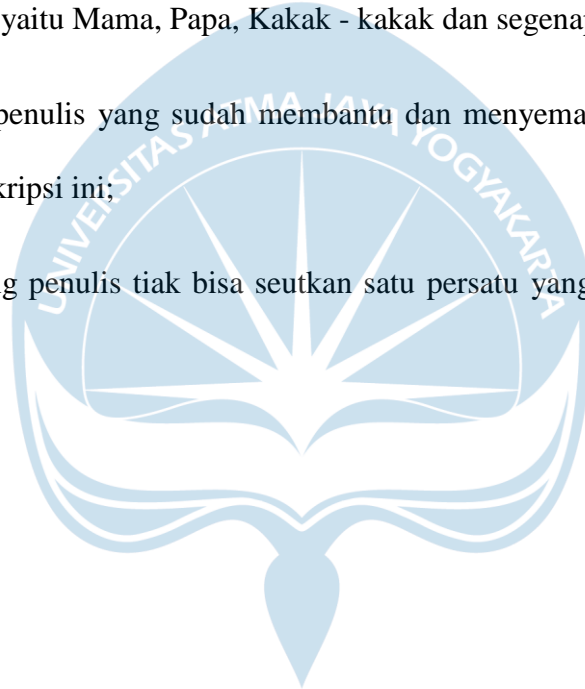 yaitu Mama, Papa, Kakak - kakak dan segenap
UNIVERSITAS ATMA JAYA YOGYAKARTA
penulis yang sudah membantu dan menyema
kripsi ini;
g penulis tiak bisa seutkan satu persatu yang